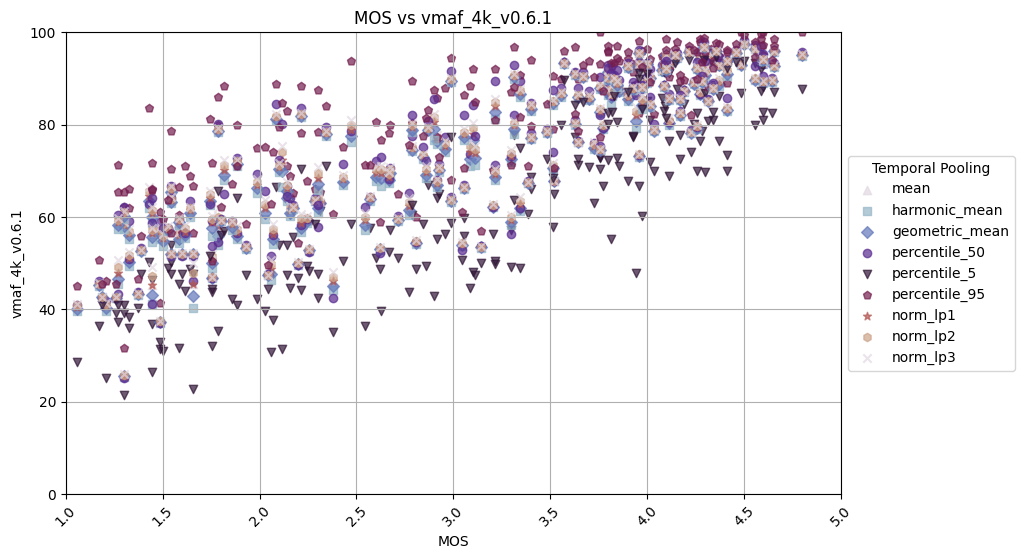 MOS vs vmaf_4k_v0.6.1
100
80
60
40
20
0
vmaf_4k_v0.6.1
1.0
1.5
2.0
2.5
3.0
3.5
4.0
4.5
5.0
MOS
Temporal Pooling
mean
harmonic_mean
geometric_mean
percentile_50
percentile_5
percentile_95
norm_lp1
norm_lp2
norm_lp3